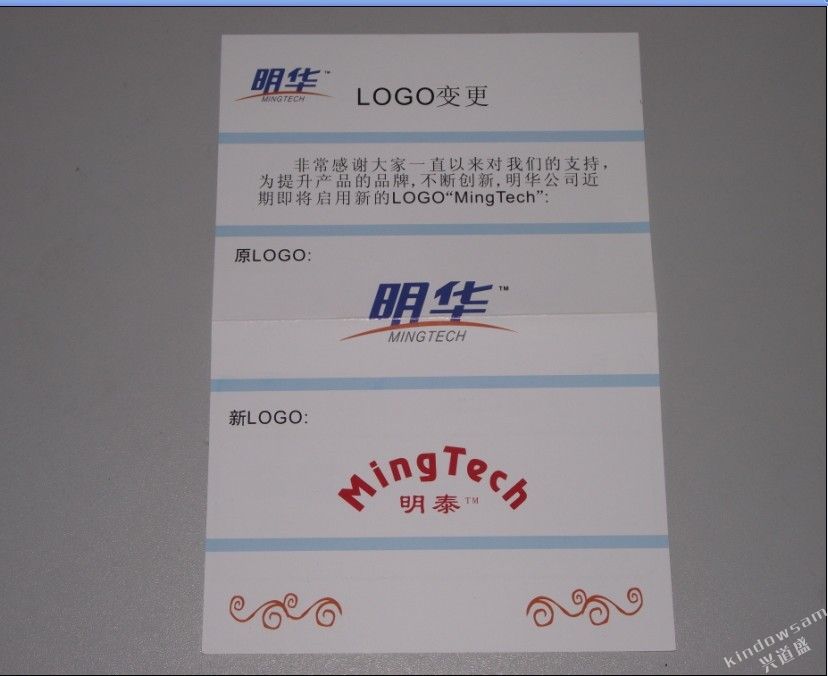 明华™
MINGTECH
LOGO变更
非常感谢大家一直以来对我们的支持,
为提升产品的品牌,不断创新,明华公司近
期即将启用新的LOGO“MingTech”:
原LOGO:
明华™
MINGTECH
新LOGO:
MingTech
明泰TM
kindowsam
兴道盛